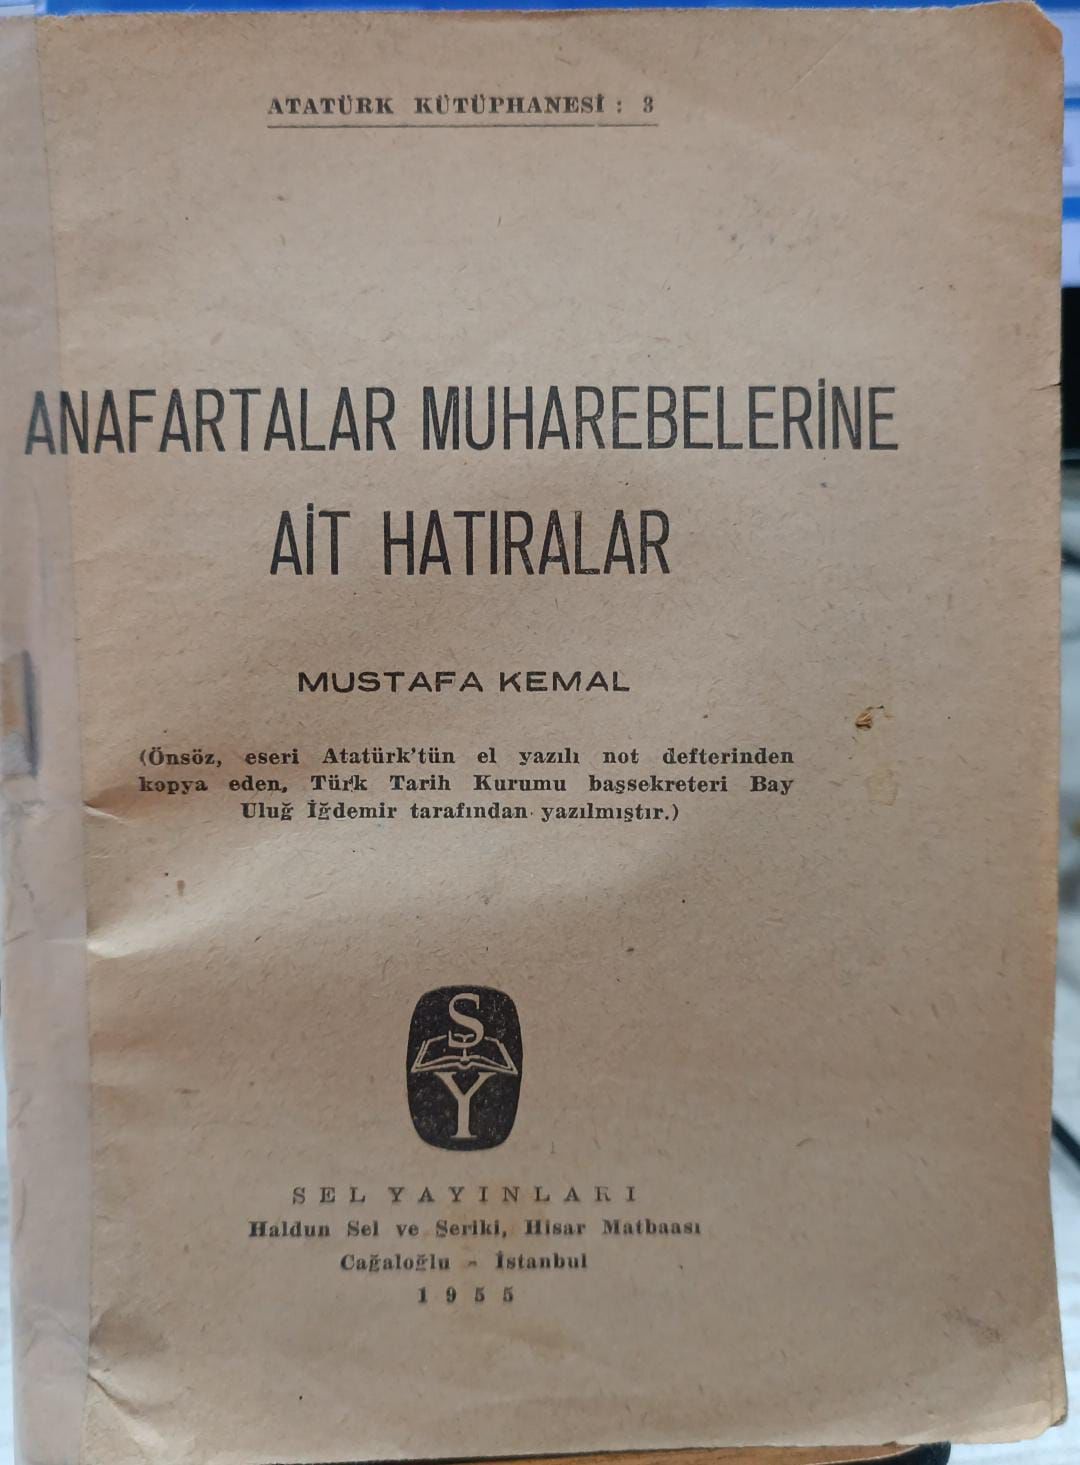 ATATÜRK KÜTÜPHANESİ : 3
ANAFARTALAR MUHAREBELERİNE
AİT HATIRALAR
MUSTAFA KEMAL
(Önsöz, eseri Atatürk'tün el yazılı not defterinden
kopya eden, Türk Tarih Kurumu başsekreteri Bay
Uluğ İğdemir tarafından yazılmıştır.)
S
Y
SEL YAYINLARI
Haldun Sel ve Şeriki, Hisar Matbaası
Cağaloğlu - İstanbul
1955